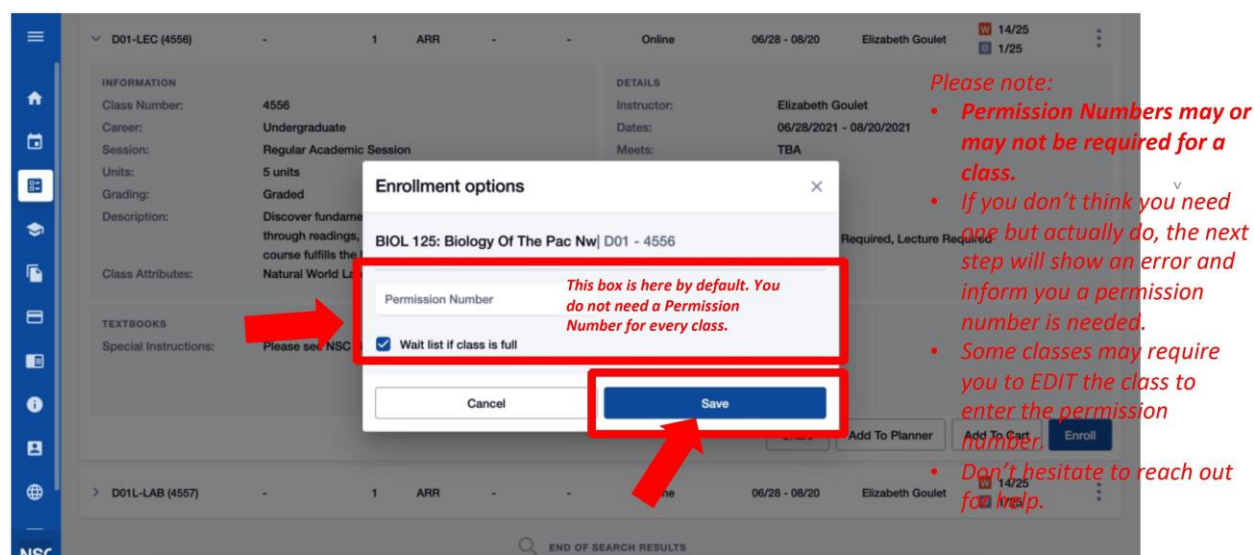 D01-LEC (4556) - 1 ARR - - Online 06/28 - 08/20 Elizabeth Goulet W 14/25
O 1/25
INFORMATION
Class Number: 4556
Career: Undergraduate
Session: Regular Academic Session
Units: 5 units
Grading: Graded
Description: Discover fundame
through readings,
course fulfills the
Class Attributes: Natural World La
DETAILS
Instructor: Elizabeth Goulet
Dates: 06/28/2021 - 08/20/2021
Meets: TBA
Required, Lecture Required
TEXTBOOKS
Special Instructions: Please see NSC
Enrollment options ×
BIOL 125: Biology Of The Pac Nw| D01 - 4556
Permission Number
This box is here by default. You
do not need a Permission
Number for every class.
Wait list if class is full
Cancel Save
Share Add To Planner Add To Cart Enroll
D01L-LAB (4557) - 1 ARR - - 06/28 - 08/20 Elizabeth Goulet W 14/25
1/25
END OF SEARCH RESULTS
NSC
Please note:
• Permission Numbers may or
may not be required for a
class.
• If you don’t think you need
one but actually do, the next
step will show an error and
inform you a permission
number is needed.
• Some classes may require
you to EDIT the class to
enter the permission
number.
• Don’t hesitate to reach out
for help.